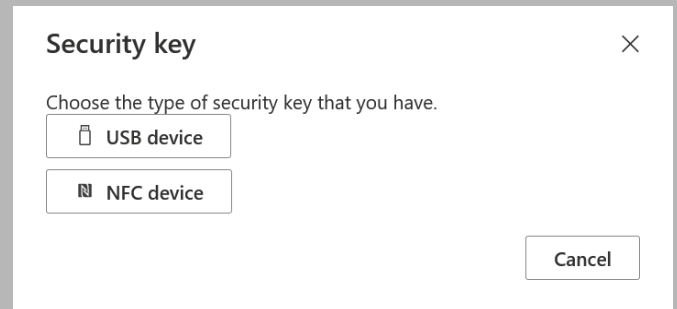 Security key
Choose the type of security key that you have.
USB device
NFC device
Cancel